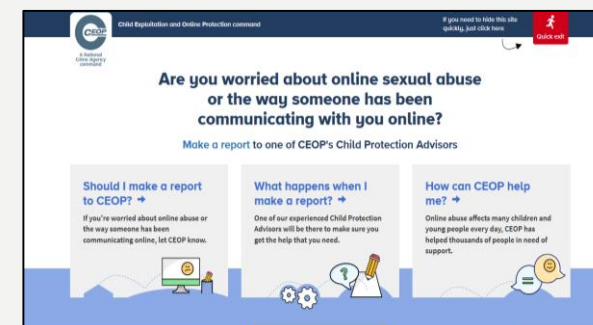 CEOP
A National
Crime Agency
command
Child Exploitation and Online Protection command
If you need to hide this site
quickly, just click here
Quick exit
Are you worried about online sexual abuse
or the way someone has been
communicating with you online?
Make a report to one of CEOP's Child Protection Advisors
Should I make a report
to CEOP? →
If you're worried about online abuse or
the way someone has been
communicating online, let CEOP know.
What happens when I
make a report? →
One of our experienced Child Protection
Advisors will be there to make sure you
get the help that you need.
?
How can CEOP help
me? →
Online abuse affects many children and
young people every day, CEOP has
helped thousands of people in need of
support.